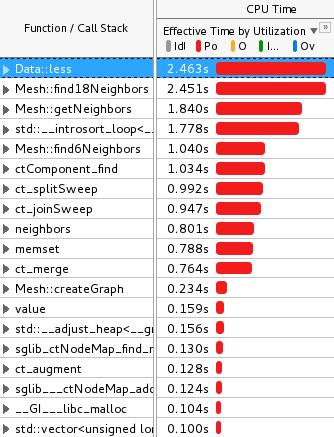 CPU Time
Function / Call Stack
Effective Time by Utilization
Idl Po O I... Ov
Data::less 2.463s
Mesh::find18Neighbors 2.451s
Mesh::getNeighbors 1.840s
std::__introsort_loop<_ 1.778s
Mesh::find6Neighbors 1.040s
ctComponent_find 1.034s
ct_splitSweep 0.992s
ct_joinSweep 0.947s
neighbors 0.801s
memset 0.788s
ct_merge 0.764s
Mesh::createGraph 0.234s
value 0.159s
std::__adjust_heap<__g 0.156s
sglib_ctNodeMap_find_r 0.130s
ct_augment 0.128s
sglib___ctNodeMap_adc 0.124s
__GI___libc_malloc 0.104s
std::vector<unsigned lo 0.100s